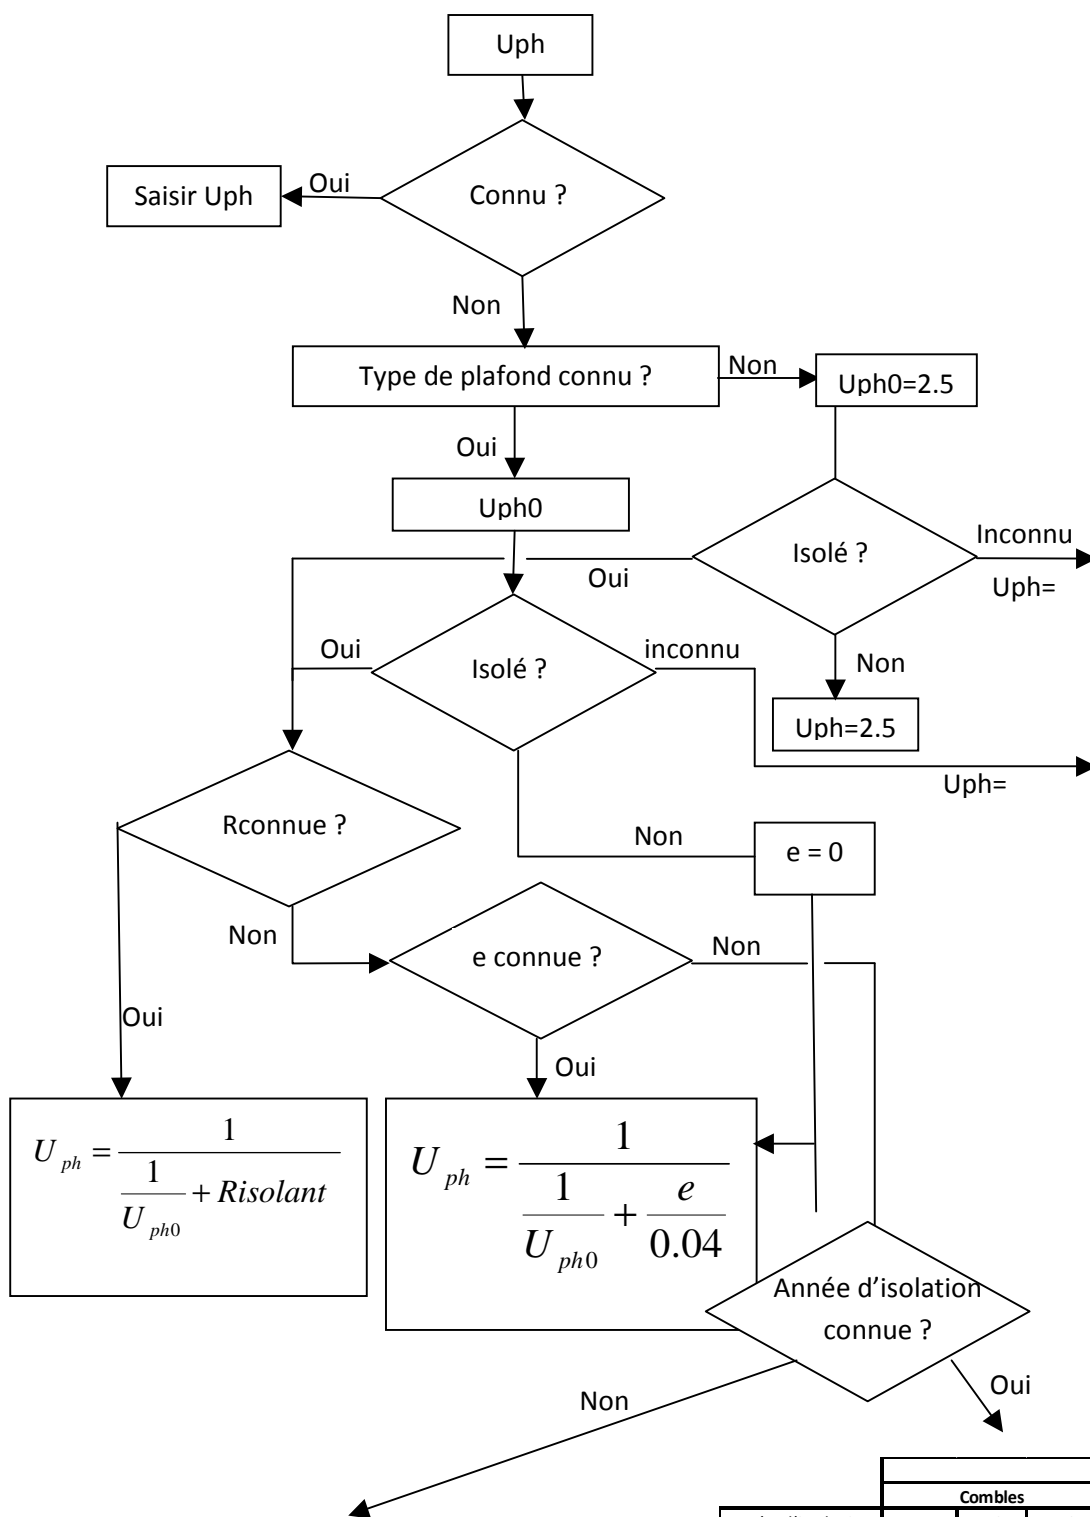 Uph
Connu ?
Oui
Saisir Uph
Non
Type de plafond connu ?
Non
Uph0=2.5
Oui
Uph0
Isolé ?
Inconnu
Uph=
Oui
Non
Uph=2.5
Oui
Isolé ?
inconnu
Uph=
Rconnue ?
Non
e = 0
Non
e connue ?
Non
Oui
Oui
U_ph = 1 / (1/U_ph0 + Risolant)
U_ph = 1 / (1/U_ph0 + e/0.04)
Année d'isolation
connue ?
Non
Oui
Combles